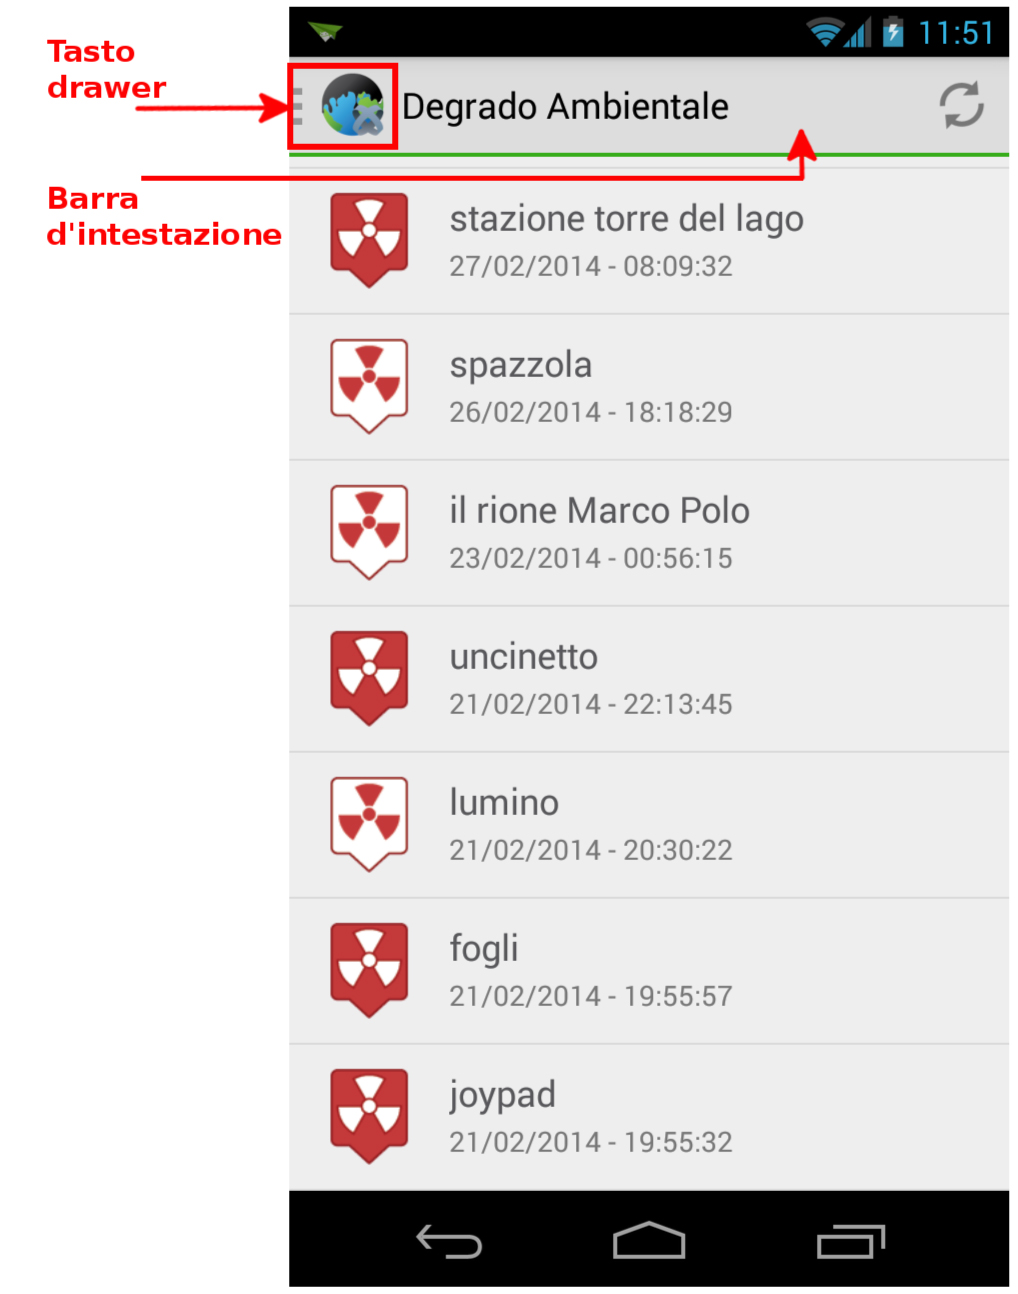 Tasto
drawer
Barra
d'intestazione
11:51
Degrado Ambientale
stazione torre del lago
27/02/2014 - 08:09:32
spazzola
26/02/2014 - 18:18:29
il rione Marco Polo
23/02/2014 - 00:56:15
uncinetto
21/02/2014 - 22:13:45
lumino
21/02/2014 - 20:30:22
fogli
21/02/2014 - 19:55:57
joypad
21/02/2014 - 19:55:32